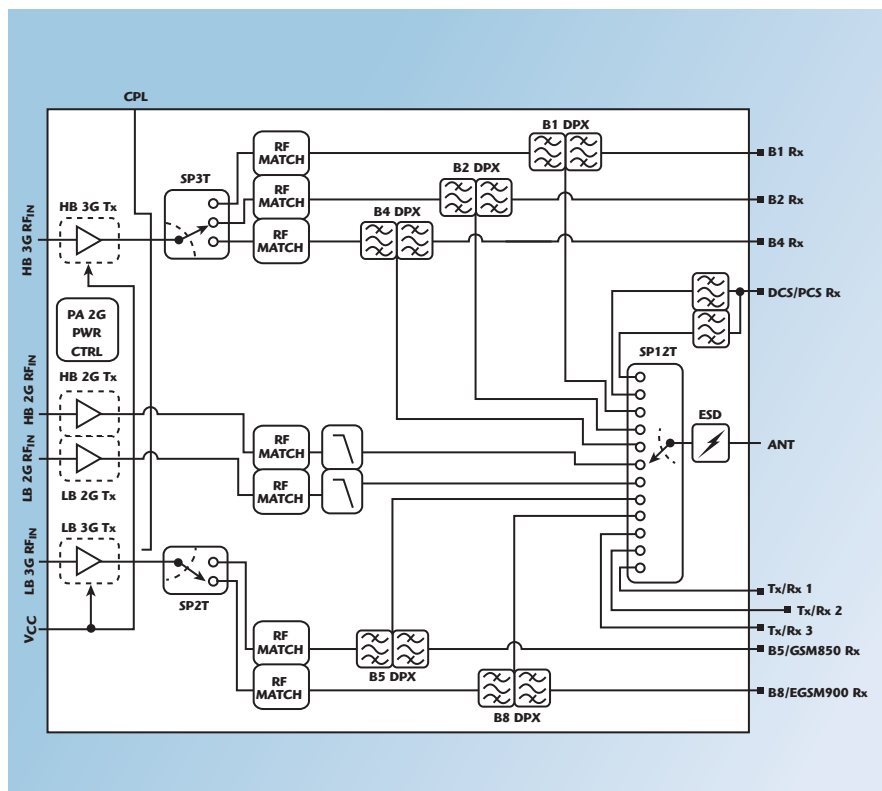 CPL
B1 DPX
B1 Rx
RF
MATCH
B2 DPX
SP3T
B2 Rx
RF
MATCH
HB 3G Tx
B4 DPX
HB 3G RFIN
RF
MATCH
B4 Rx
DCS/PCS Rx
PA 2G
PWR
CTRL
SP12T
HB 2G Tx
HB 2G RFIN
ESD
RF
MATCH
ANT
LB 2G RFIN
RF
MATCH
LB 2G Tx
LB 3G Tx
LB 3G RFIN
SP2T
Tx/Rx 1
Tx/Rx 2
Tx/Rx 3
VCC
RF
MATCH
B5/GSM850 Rx
B5 DPX
RF
MATCH
B8/EGSM900 Rx
B8 DPX